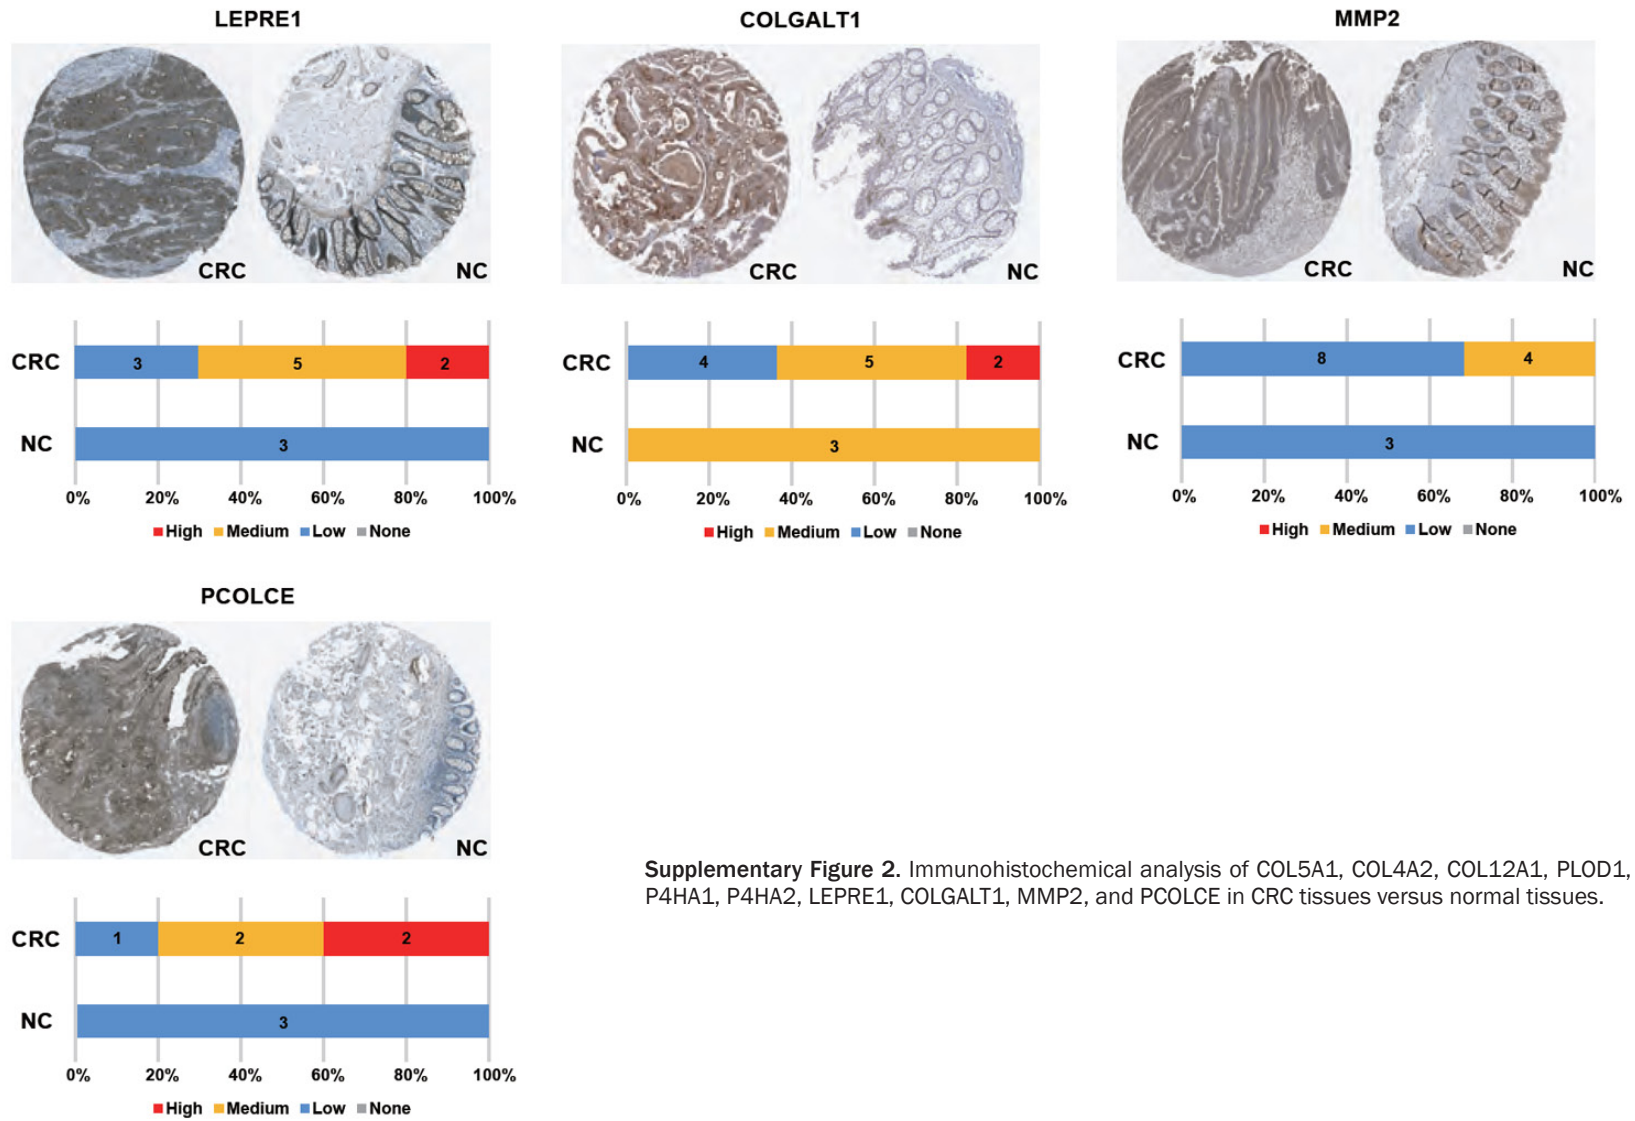 LEPRE1
CRC NC
CRC 3 5 2
NC 3
0% 20% 40% 60% 80% 100%
High Medium Low None
COLGALT1
CRC NC
CRC 4 5 2
NC 3
0% 20% 40% 60% 80% 100%
High Medium Low None
MMP2
CRC NC
CRC 8 4
NC 3
0% 20% 40% 60% 80% 100%
High Medium Low None
PCOLCE
CRC NC
CRC 1 2 2
NC 3
0% 20% 40% 60% 80% 100%
High Medium Low None
Supplementary Figure 2. Immunohistochemical analysis of COL5A1, COL4A2, COL12A1, PLOD1,
P4HA1, P4HA2, LEPRE1, COLGALT1, MMP2, and PCOLCE in CRC tissues versus normal tissues.